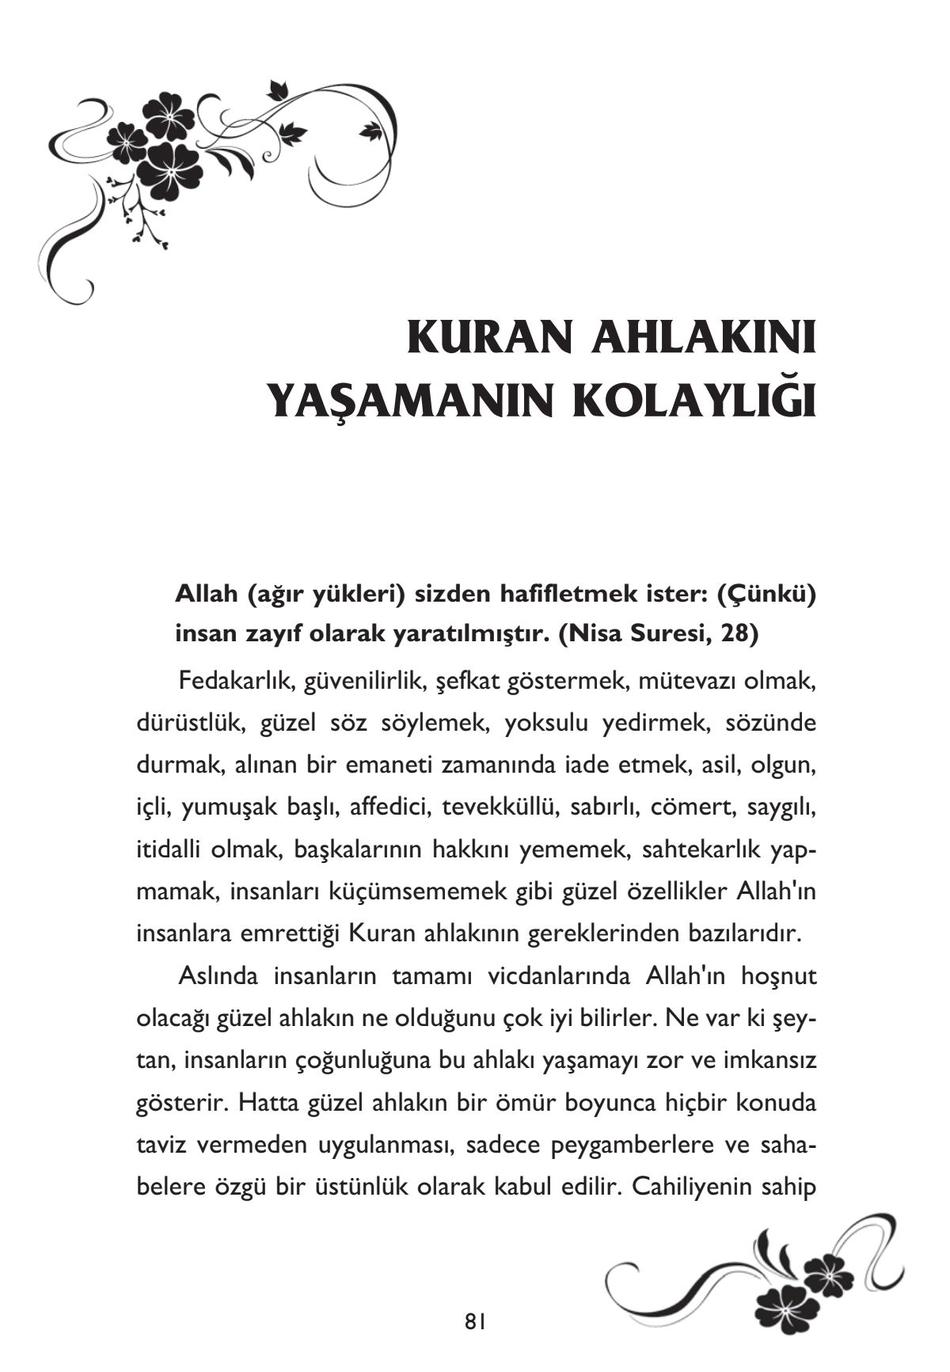 KURAN AHLAKINI
YAŞAMANIN KOLAYLIĞI
Allah (ağır yükleri) sizden hafifletmek ister: (Çünkü)
insan zayıf olarak yaratılmıştır. (Nisa Suresi, 28)
Fedakarlık, güvenilirlik, şefkat göstermek, mütevazı olmak,
dürüstlük, güzel söz söylemek, yoksulu yedirmek, sözünde
durmak, alınan bir emaneti zamanında iade etmek, asil, olgun,
içli, yumuşak başlı, affedici, tevekküllü, sabırlı, cömert, saygılı,
itidalli olmak, başkalarının hakkını yememek, sahtekarlık yap-
mamak, insanları küçümsememek gibi güzel özellikler Allah'ın
insanlara emrettiği Kuran ahlakının gereklerinden bazılarıdır.
Aslında insanların tamamı vicdanlarında Allah'ın hoşnut
olacağı güzel ahlakın ne olduğunu çok iyi bilirler. Ne var ki şey-
tan, insanların çoğunluğuna bu ahlakı yaşamayı zor ve imkansız
gösterir. Hatta güzel ahlakın bir ömür boyunca hiçbir konuda
taviz vermeden uygulanması, sadece peygamberlere ve saha-
belere özgü bir üstünlük olarak kabul edilir. Cahiliyenin sahip
81